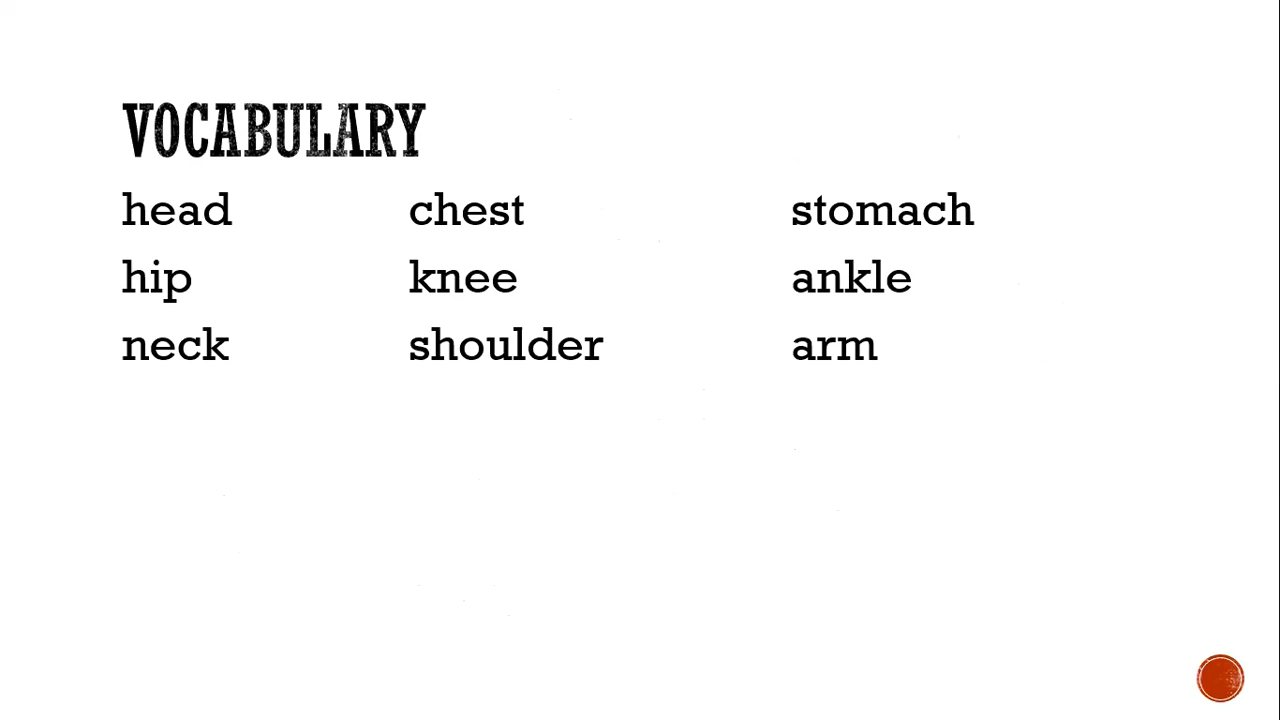 VOCABULARY
head chest stomach
hip knee ankle
neck shoulder arm